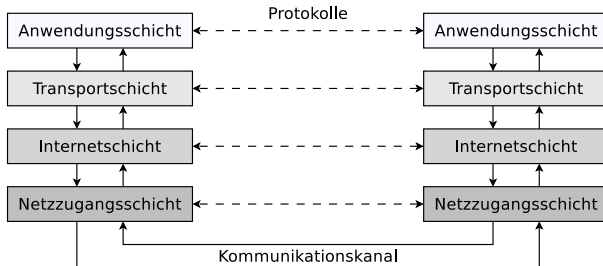 Protokolle
Anwendungsschicht
Anwendungsschicht
Transportschicht
Transportschicht
Internetschicht
Internetschicht
Netzzugangsschicht
Netzzugangsschicht
Kommunikationskanal